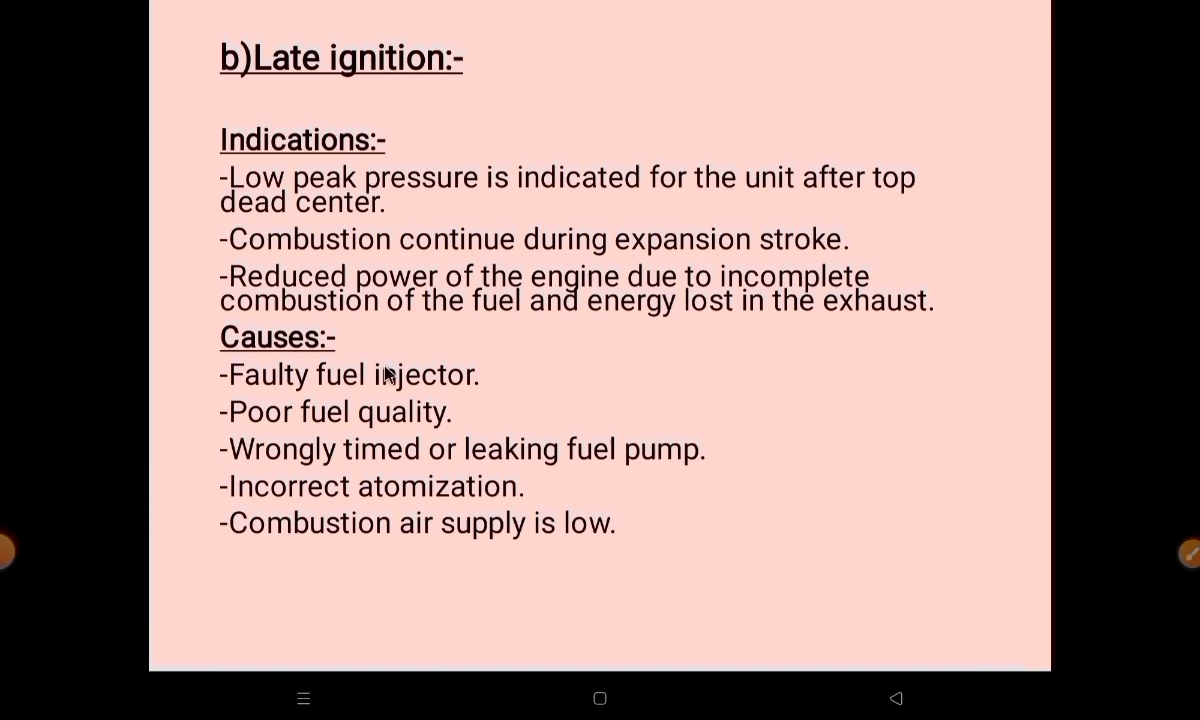 b)Late ignition:-
Indications:-
-Low peak pressure is indicated for the unit after top
dead center.
-Combustion continue during expansion stroke.
-Reduced power of the engine due to incomplete
combustion of the fuel and energy lost in the exhaust.
Causes:-
-Faulty fuel injector.
-Poor fuel quality.
-Wrongly timed or leaking fuel pump.
-Incorrect atomization.
-Combustion air supply is low.